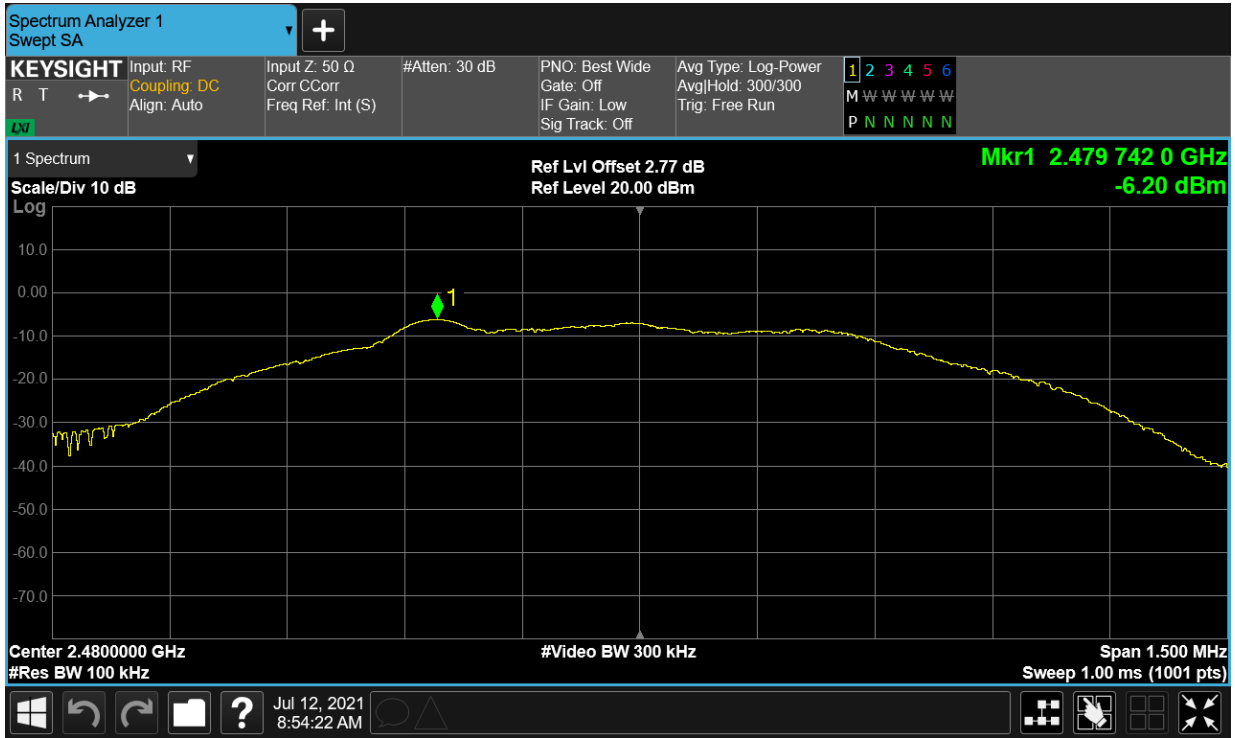 Spectrum Analyzer 1
Swept SA
KEYSIGHT
R T
LXI
Input: RF
Coupling: DC
Align: Auto
Input Z: 50 Ω
Corr CCorr
Freq Ref: Int (S)
#Atten: 30 dB
PNO: Best Wide
Gate: Off
IF Gain: Low
Sig Track: Off
Avg Type: Log-Power
Avg|Hold: 300/300
Trig: Free Run
1 2 3 4 5 6
M W W W W W
P N N N N N
1 Spectrum
Scale/Div 10 dB
Log
Ref Lvl Offset 2.77 dB
Ref Level 20.00 dBm
Mkr1 2.479 742 0 GHz
-6.20 dBm
10.0
0.00
1
-10.0
-20.0
-30.0
-40.0
-50.0
-60.0
-70.0
Center 2.4800000 GHz
#Res BW 100 kHz
#Video BW 300 kHz
Span 1.500 MHz
Sweep 1.00 ms (1001 pts)
?
Jul 12, 2021
8:54:22 AM